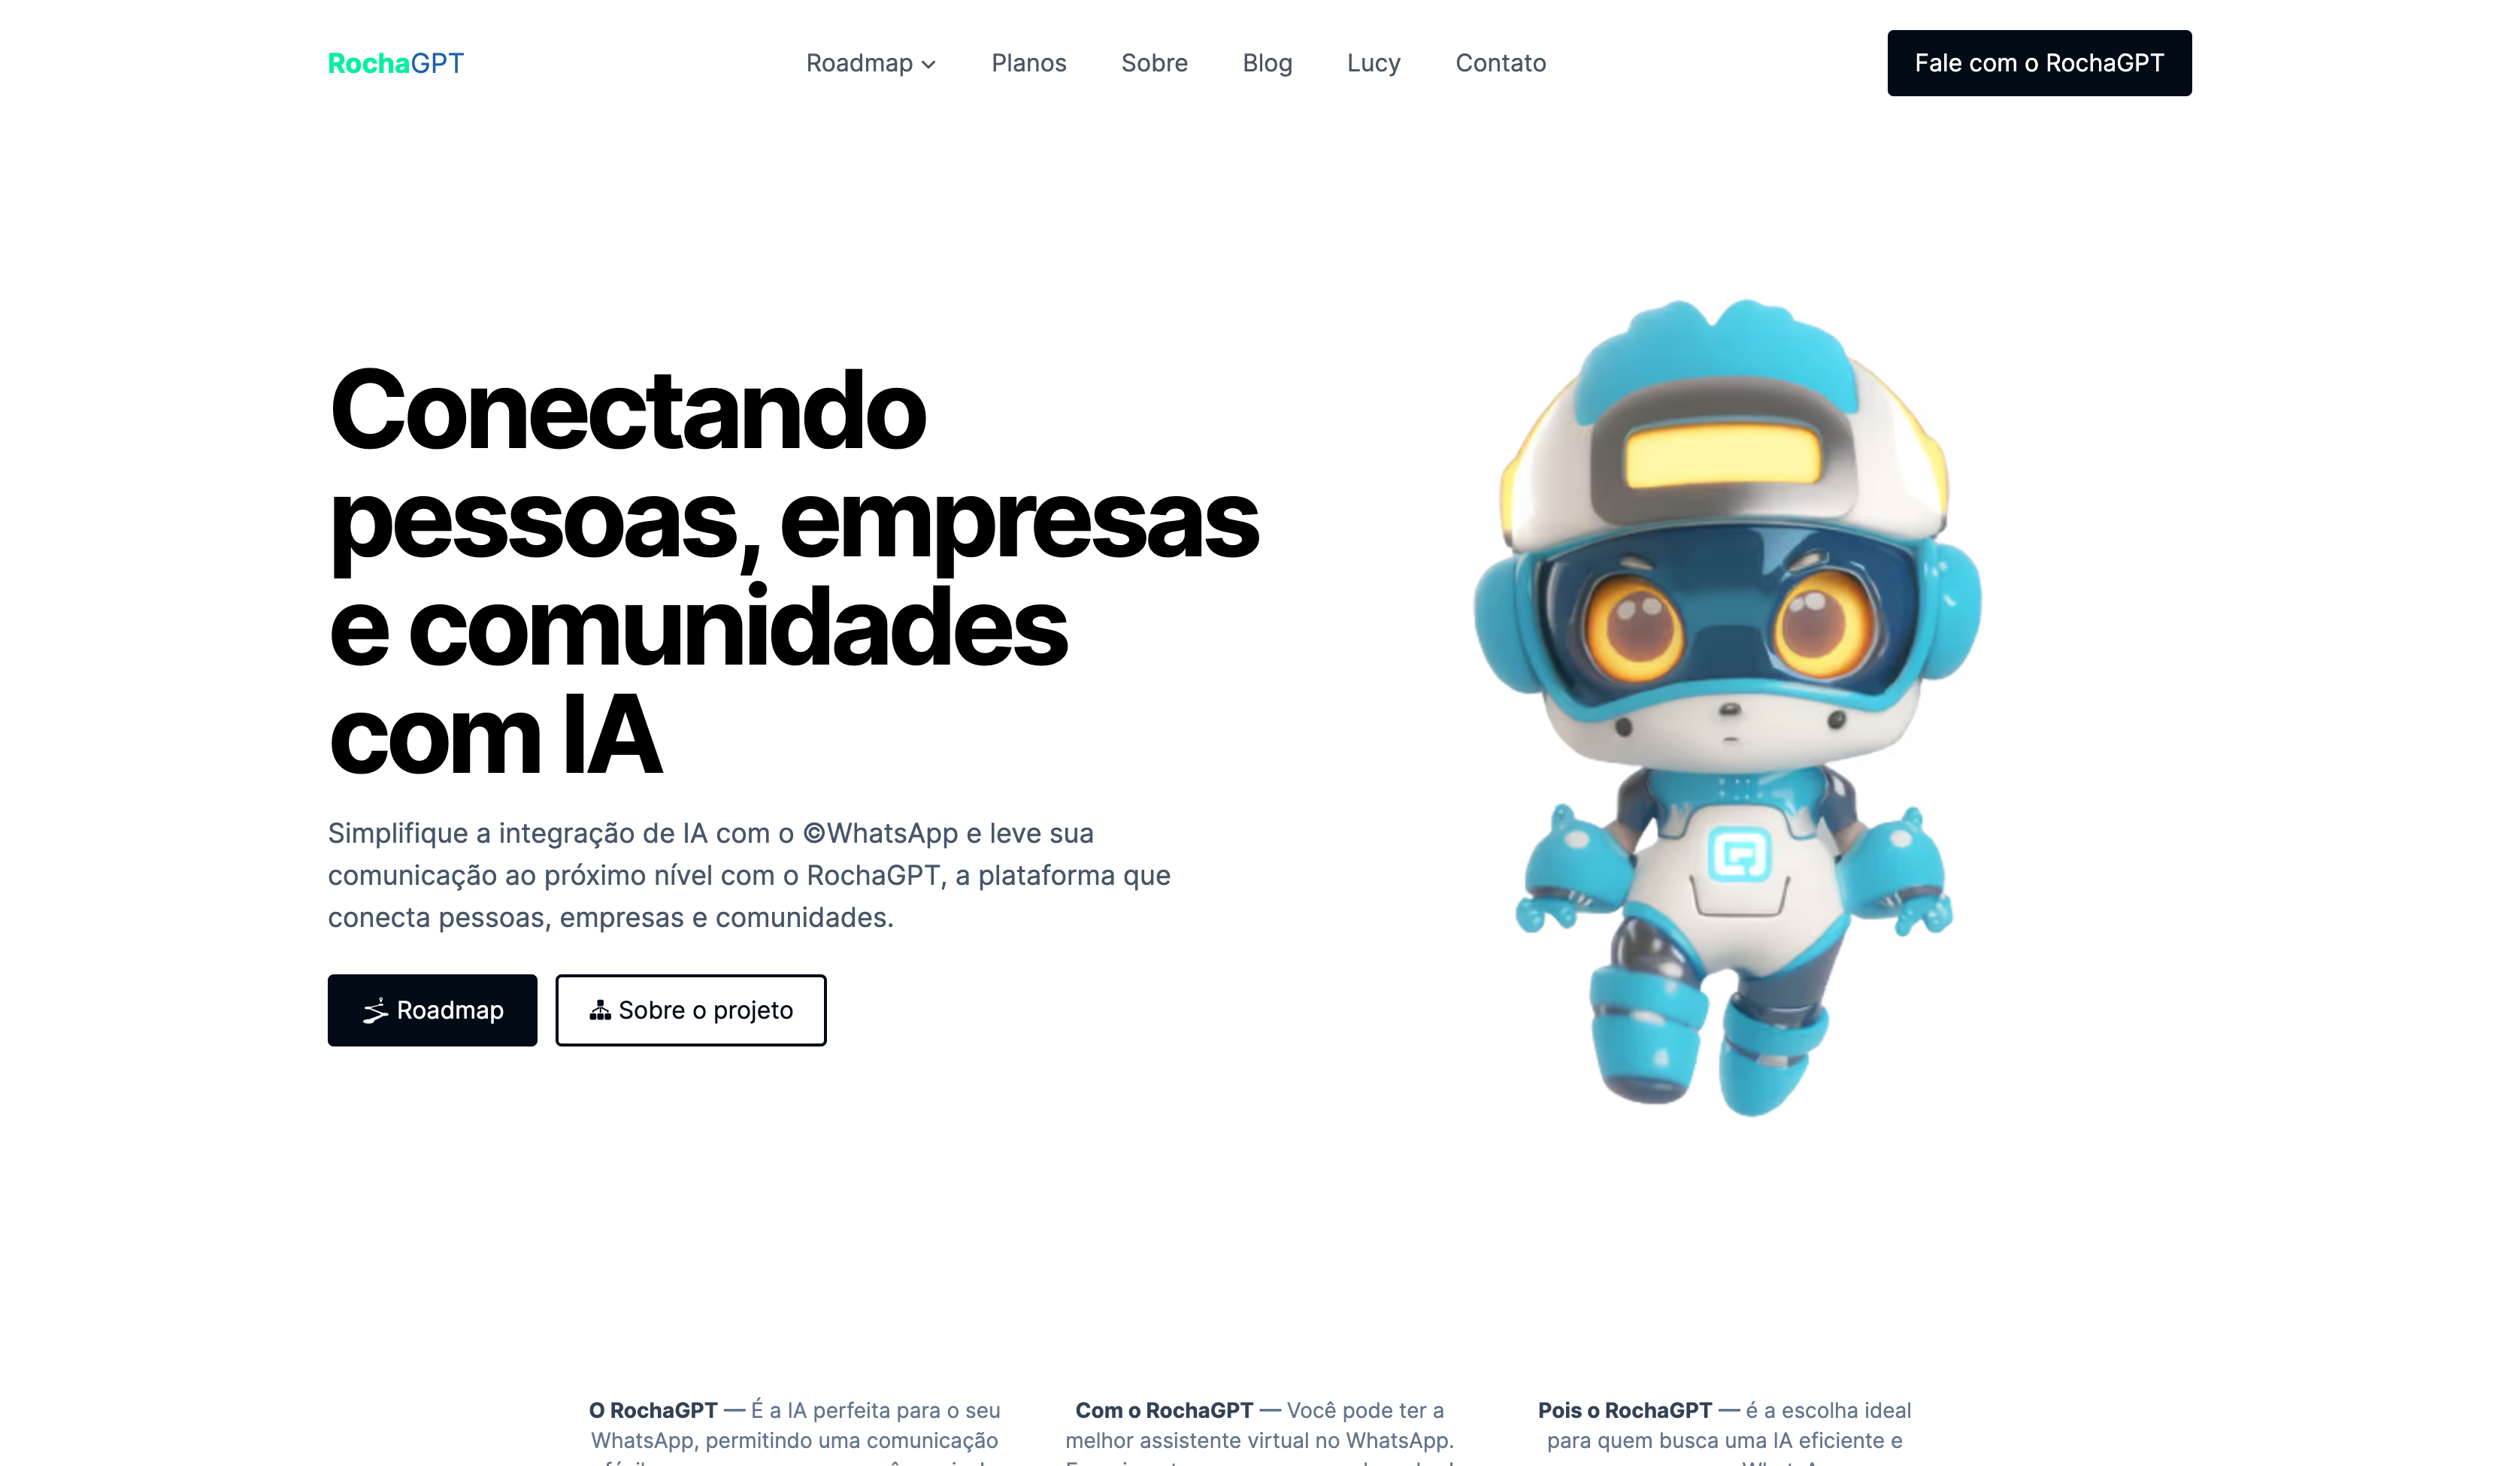 RochaGPT
Roadmap
Planos
Sobre
Blog
Lucy
Contato
Fale com o RochaGPT
Conectando
pessoas, empresas
e comunidades
com IA
Simplifique a integração de IA com o ©WhatsApp e leve sua
comunicação ao próximo nível com o RochaGPT, a plataforma que
conecta pessoas, empresas e comunidades.
Roadmap
Sobre o projeto
O RochaGPT — É a IA perfeita para o seu
WhatsApp, permitindo uma comunicação
Com o RochaGPT — Você pode ter a
melhor assistente virtual no WhatsApp.
Pois o RochaGPT — é a escolha ideal
para quem busca uma IA eficiente e